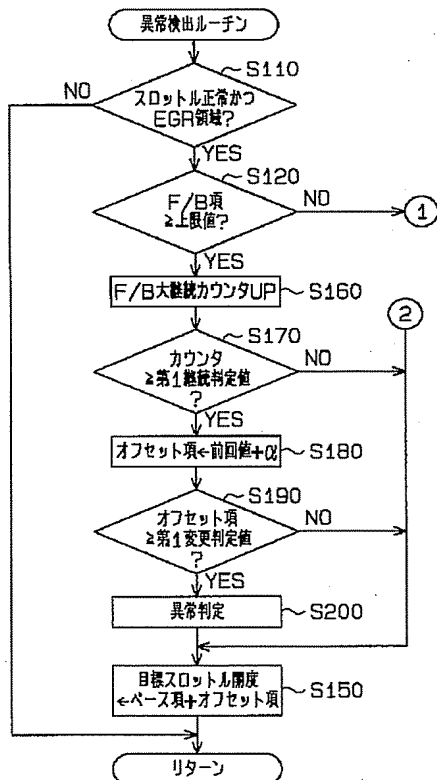 異常検出ルーチン
S110
NO
スロットル正常かつ
EGR領域?
YES
S120
F/B項
≧上限値?
NO
1
YES
F/B大継続カウンタUP
S160
2
S170
カウンタ
≧第1継続判定値
?
NO
YES
オフセット項←前回値+α
S180
S190
オフセット項
≧第1変更判定値
?
NO
YES
異常判定
S200
目標スロットル開度
←ベース項+オフセット項
S150
リターン